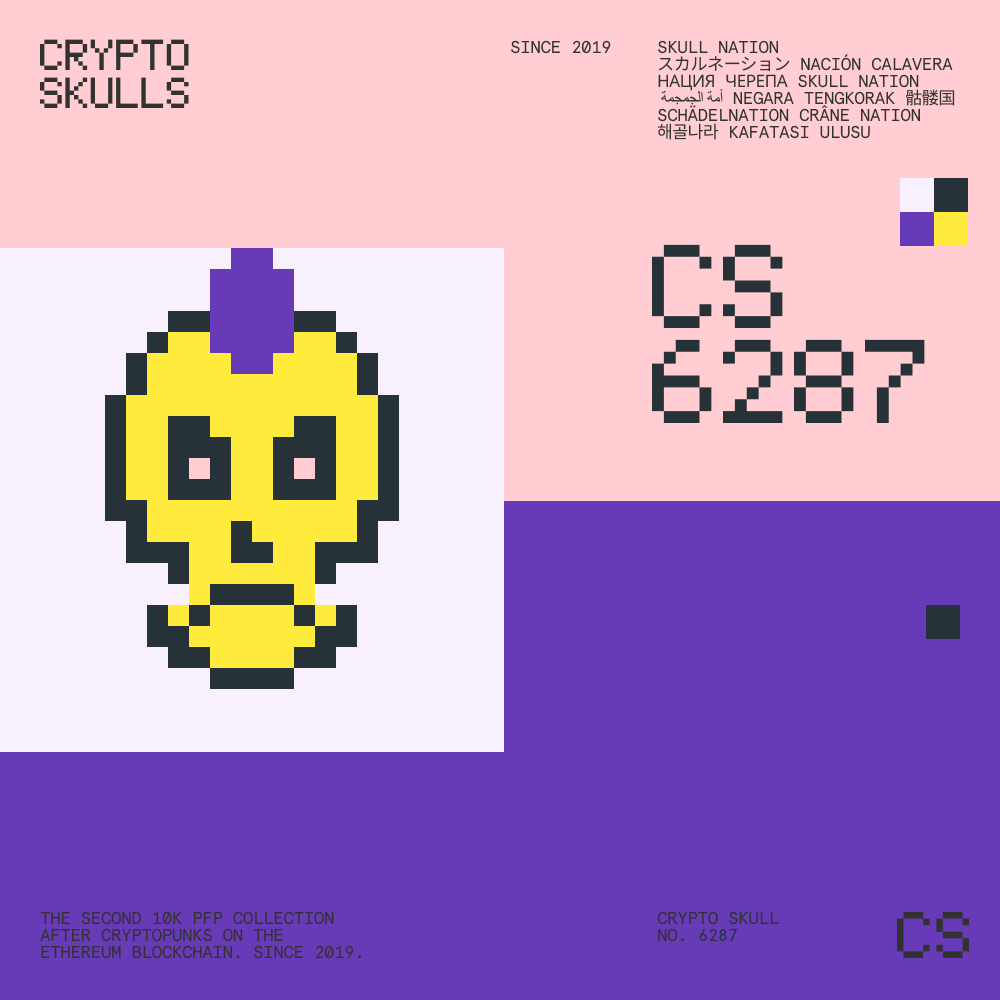 CRYPTO
SKULLS
SINCE 2019
SKULL NATION
スカルネーション NACIÓN CALAVERA
НАЦИЯ ЧЕРЕПА SKULL NATION
أمة الجمجمة NEGARA TENGKORAK 骷髅国
SCHÄDELNATION CRÂNE NATION
해골나라 KAFATASI ULUSU
CS
6287
THE SECOND 10K PFP COLLECTION
AFTER CRYPTOPUNKS ON THE
ETHEREUM BLOCKCHAIN. SINCE 2019.
CRYPTO SKULL
NO. 6287
CS